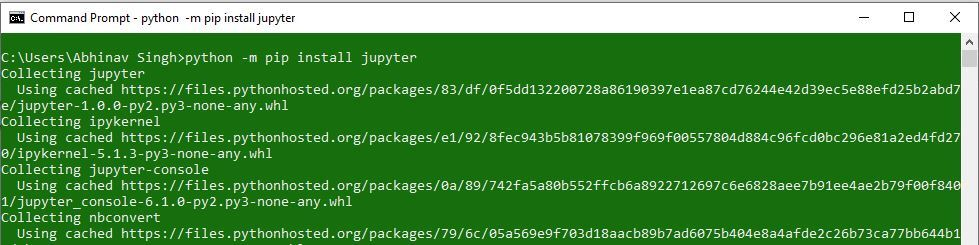 Command Prompt - python -m pip install jupyter
C:\Users\Abhinav Singh>python -m pip install jupyter
Collecting jupyter
  Using cached https://files.pythonhosted.org/packages/83/df/0f5dd132200728a86190397e1ea87cd76244e42d39ec5e88efd25b2abd7
e/jupyter-1.0.0-py2.py3-none-any.whl
Collecting ipykernel
  Using cached https://files.pythonhosted.org/packages/e1/92/8fec943b5b81078399f969f00557804d884c96fcd0bc296e81a2ed4fd27
0/ipykernel-5.1.3-py3-none-any.whl
Collecting jupyter-console
  Using cached https://files.pythonhosted.org/packages/0a/89/742fa5a80b552ffcb6a8922712697c6e6828aee7b91ee4ae2b79f00f840
1/jupyter_console-6.1.0-py2.py3-none-any.whl
Collecting nbconvert
  Using cached https://files.pythonhosted.org/packages/79/6c/05a569e9f703d18aacb89b7ad6075b404e8a4afde2c26b73ca77bb644b1